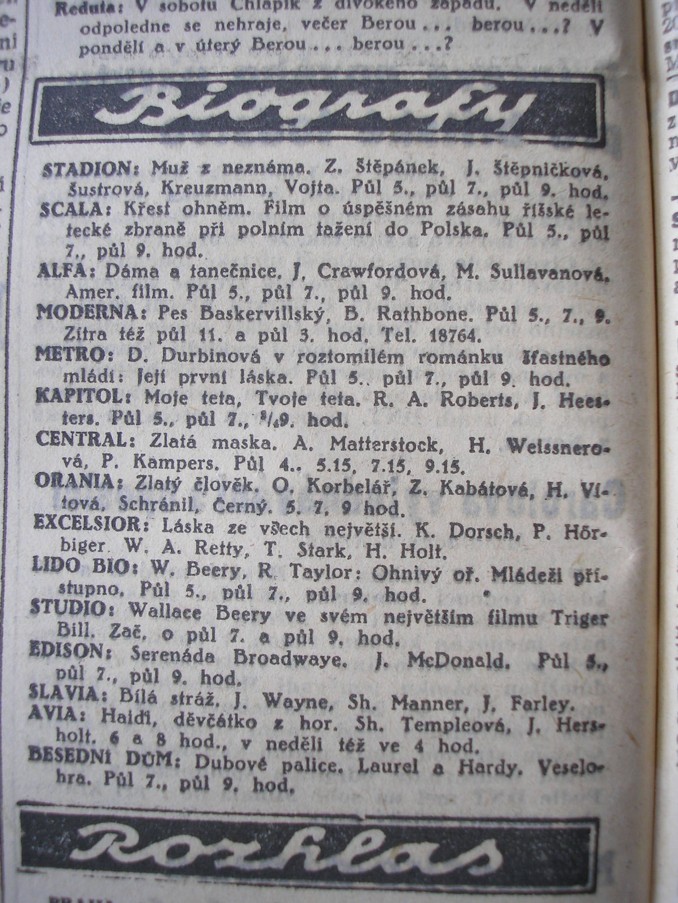 Reduta: V sobotu Chlapík z divokého západu. V neděli
odpoledne se nehraje, večer Berou... berou...? V
pondělí a v úterý Berou... berou...?
Biografy
STADION: Muž z neznáma. Z. Štěpánek, J. Štěpničková,
Šustrová, Kreuzmann, Vojta. Půl 5., půl 7., půl 9. hod.
SCALA: Křest ohněm. Film o úspěšném zásahu říšské le-
tecké zbraně při polním tažení do Polska. Půl 5., půl
7., půl 9. hod.
ALFA: Dáma a tanečnice. J. Crawfordová, M. Sullavanová.
Amer. film. Půl 5., půl 7., půl 9. hod.
MODERNA: Pes Baskervillský, B. Rathbone. Půl 5., 7., 9.
Zítra též půl 11. a půl 3. hod. Tel. 18764.
METRO: D. Durbinová v roztomilém románku šťastného
mládí: Její první láska. Půl 5.. půl 7., půl 9. hod.
KAPITOL: Moje teta, Tvoje teta. R. A. Roberts, J. Hees-
ters. Půl 5., půl 7., ³/₄9. hod.
CENTRAL: Zlatá maska. A. Matterstock, H. Weissnero-
vá, P. Kampers. Půl 4.. 5.15, 7.15, 9.15.
ORANIA: Zlatý člověk. O. Korbelář, Z. Kabátová, H. Ví-
tová, Schránil, Černý. 5. 7, 9 hod.
EXCELSIOR: Láska ze všech největší. K. Dorsch, P. Hör-
biger. W. A. Retty, T. Stark, H. Holt.
LIDO BIO: W. Beery, R. Taylor: Ohnivý oř. Mládeži pří-
stupno. Půl 5., půl 7., půl 9. hod.
STUDIO: Wallace Beery ve svém největším filmu Triger
Bill. Zač. o půl 7. a půl 9. hod.
EDISON: Serenáda Broadwaye. J. McDonald. Půl 5.,
půl 7., půl 9. hod.
SLAVIA: Bílá stráž. J. Wayne, Sh. Manner, J. Farley.
AVIA: Haidi, děvčátko z hor. Sh. Templeová, J. Hers-
holt. 6 a 8 hod., v neděli též ve 4 hod.
BESEDNÍ DŮM: Dubové palice. Laurel a Hardy. Veselo-
hra. Půl 7., půl 9. hod.
Rozhlas